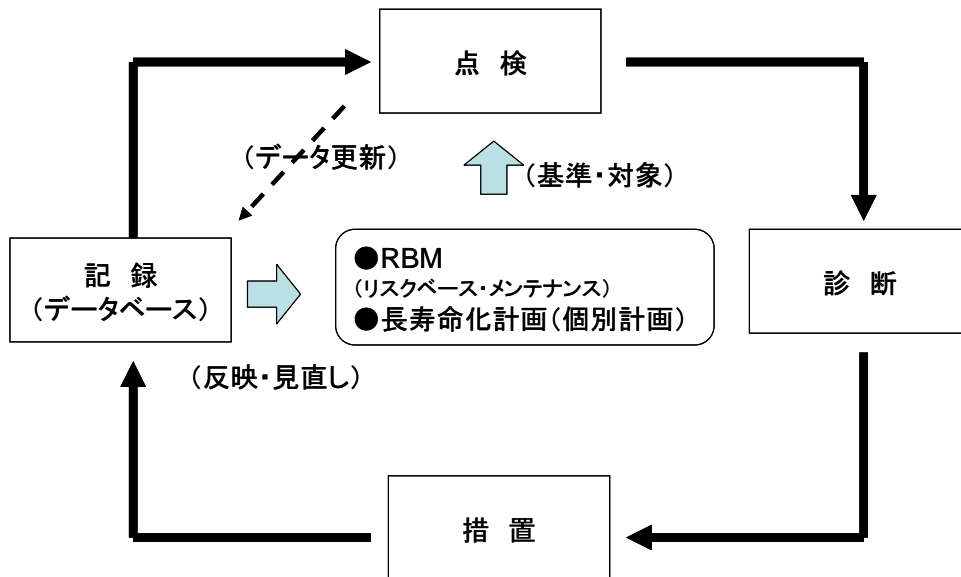 点 検
(データ更新)
(基準・対象)
記 録
(データベース)
●RBM
(リスクベース・メンテナンス)
●長寿命化計画(個別計画)
診 断
(反映・見直し)
措 置